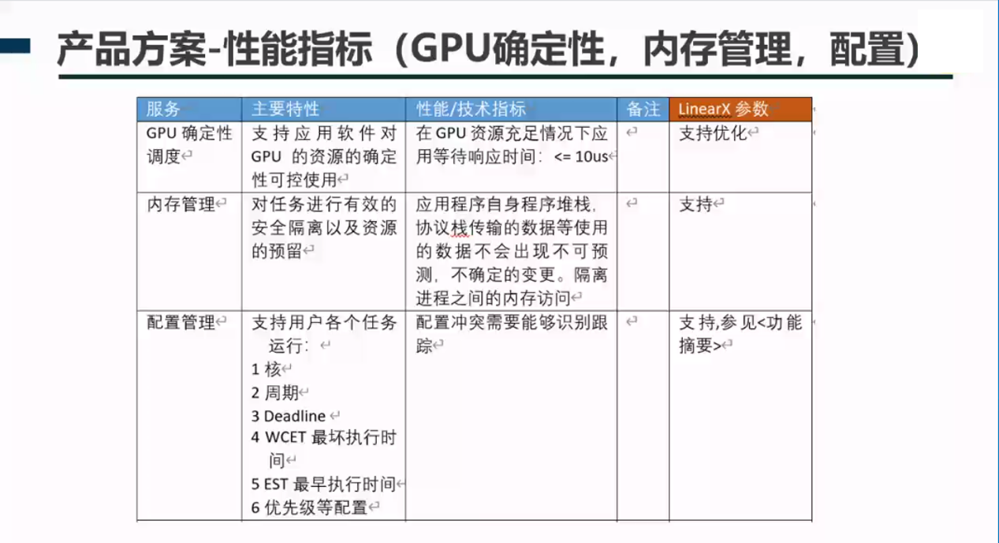 产品方案-性能指标（GPU确定性，内存管理，配置）
服务
主要特性
性能/技术指标
备注
LinearX 参数
GPU 确定性
调度
支持应用软件对
GPU 的资源的确定
性可控使用
在 GPU 资源充足情况下应
用等待响应时间：<= 10us
支持优化
内存管理
对任务进行有效的
安全隔离以及资源
的预留
应用程序自身程序堆栈，
协议栈传输的数据等使用
的数据不会出现不可预
测，不确定的变更。隔离
进程之间的内存访问
支持
配置管理
支持用户各个任务
运行：
1 核
2 周期
3 Deadline
4 WCET 最坏执行时
间
5 EST 最早执行时间
6 优先级等配置
配置冲突需要能够识别跟
踪
支持,参见<功能
摘要>